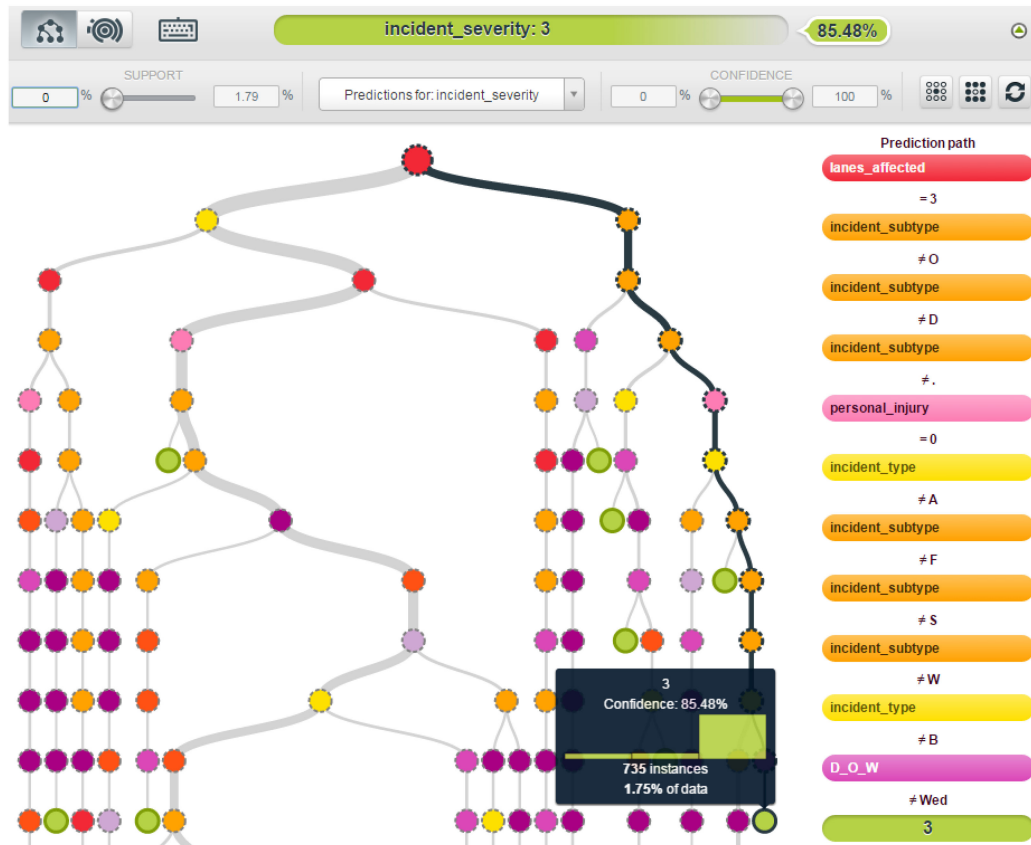 incident_severity: 3
85.48%
SUPPORT
0 %
1.79 %
Predictions for: incident_severity
CONFIDENCE
0 %
100 %
Prediction path
lanes_affected
= 3
incident_subtype
≠ O
incident_subtype
≠ D
incident_subtype
≠ .
personal_injury
= 0
incident_type
≠ A
incident_subtype
≠ F
incident_subtype
≠ S
incident_subtype
≠ W
incident_type
≠ B
D_O_W
≠ Wed
3
3
Confidence: 85.48%
735 instances
1.75% of data